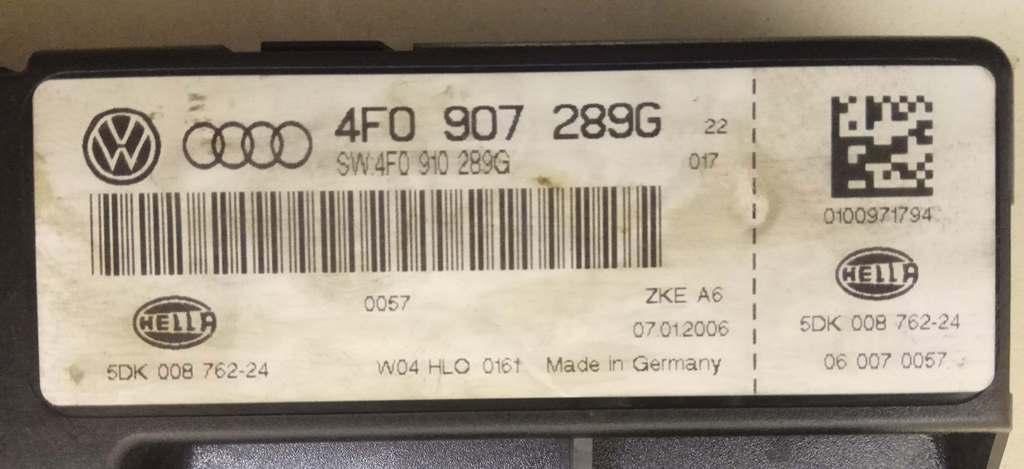 4F0 907 289G 22
SW:4F0 910 289G 017
0100971794
0057
ZKE A6
07.01.2006
HELLA
5DK 008 762-24
W04 HLO 016† Made in Germany
HELLA
5DK 008 762-24
06 007 0057